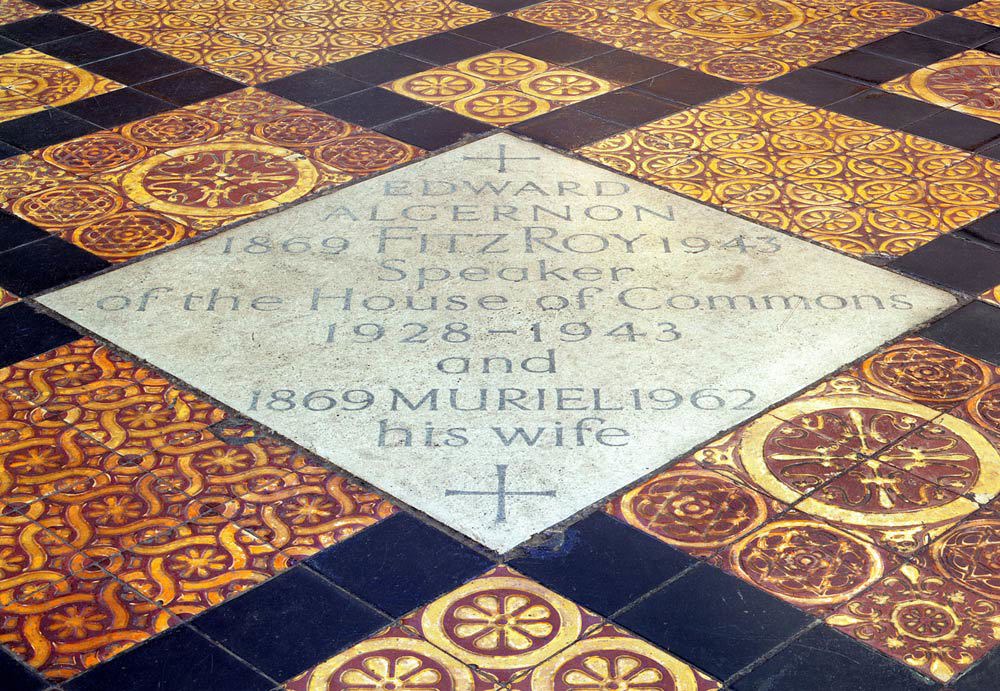 EDWARD
ALGERNON
1869 FITZROY 1943
Speaker
of the House of Commons
1928-1943
and
1869 MURIEL 1962
his wife